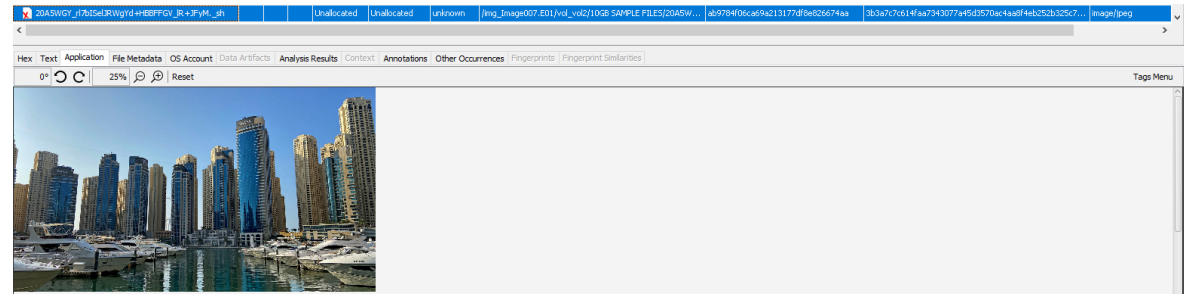 20A5WGY_rl7bISelJRWgYd+HBBFFGV_lR+JFyM._sh Unallocated Unallocated unknown /img_Image007.E01/vol_vol2/10GB SAMPLE FILES/20A5W... ab9784f06ca69a213177df8e826674aa 3b3a7c7c614faa7343077a45d3570ac4aa8f4eb252b325c7... image/jpeg
Hex Text Application File Metadata OS Account Data Artifacts Analysis Results Context Annotations Other Occurrences Fingerprints Fingerprint Similarities
0° 25% Reset Tags Menu